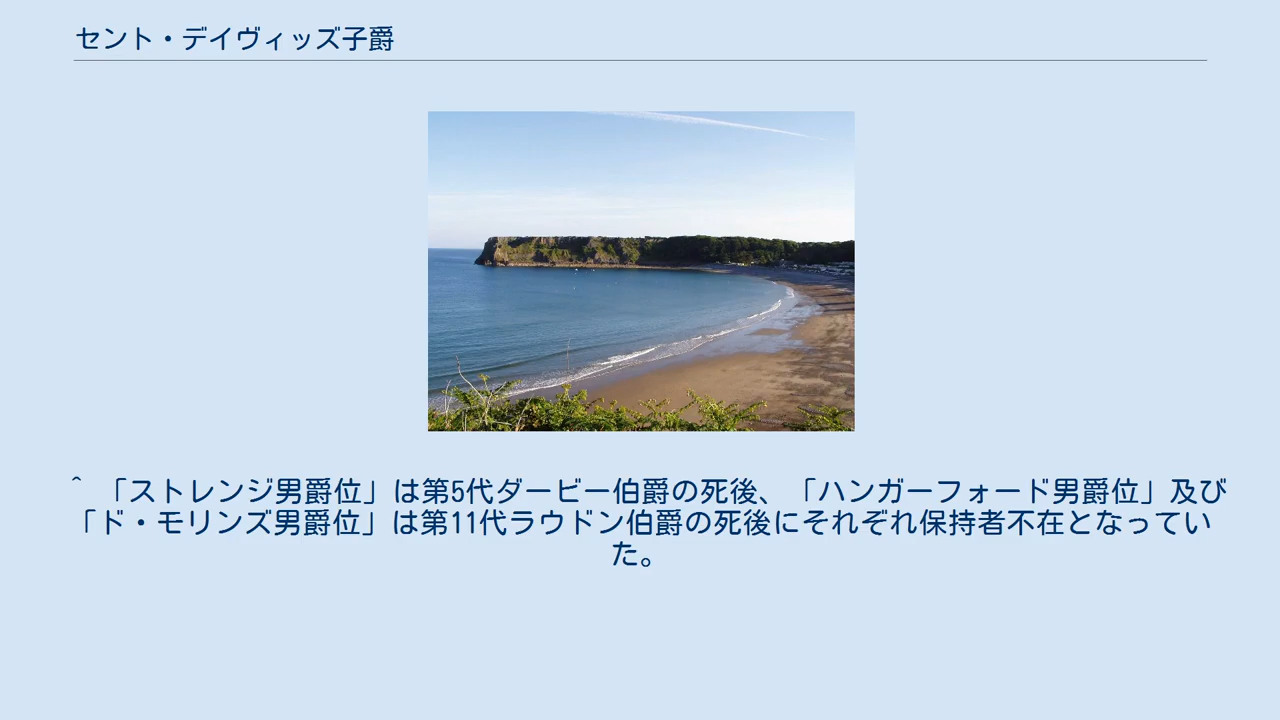 セント・デイヴィッズ子爵
^ 「ストレンジ男爵位」は第5代ダービー伯爵の死後、「ハンガーフォード男爵位」及び
「ド・モリンズ男爵位」は第11代ラウドン伯爵の死後にそれぞれ保持者不在となってい
た。